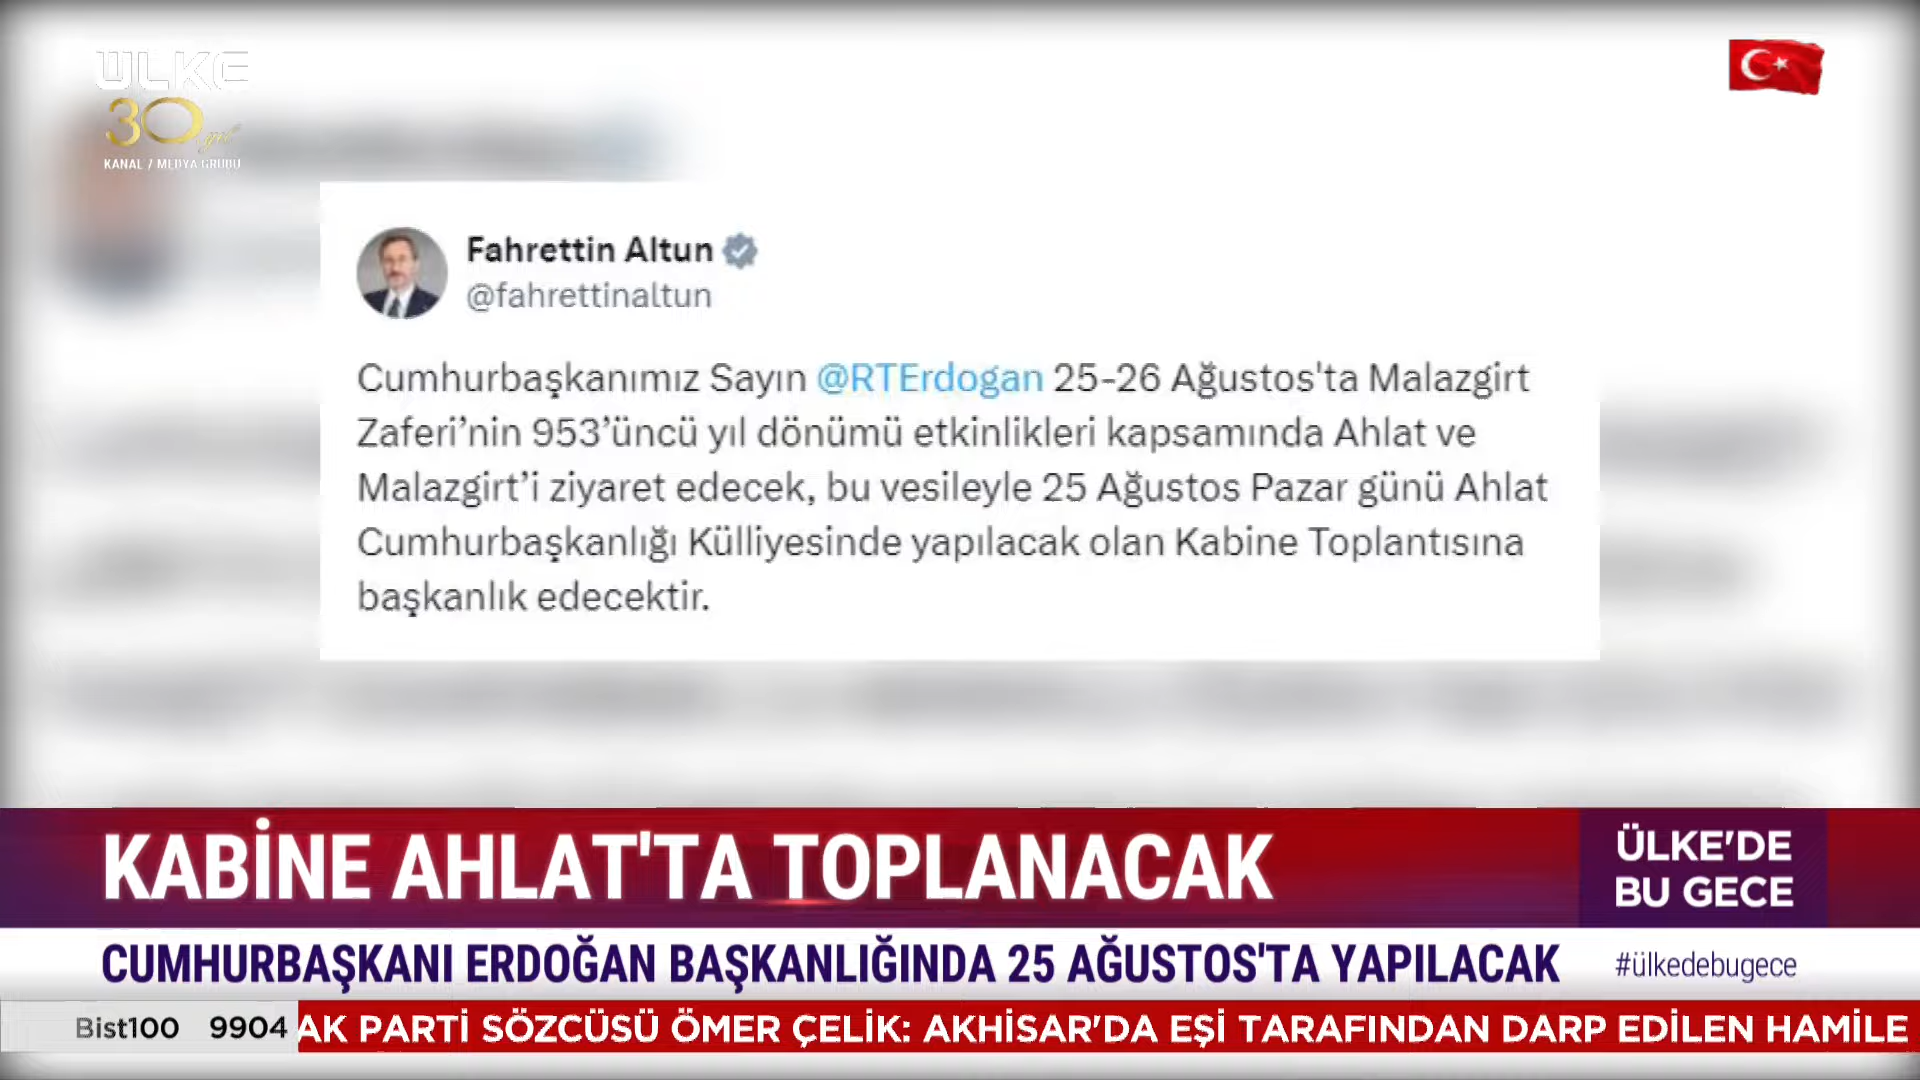 ÜLKE
30. yıl
KANAL 7 MEDYA GRUBU
Fahrettin Altun
@fahrettinaltun
Cumhurbaşkanımız Sayın @RTErdogan 25-26 Ağustos'ta Malazgirt
Zaferi’nin 953’üncü yıl dönümü etkinlikleri kapsamında Ahlat ve
Malazgirt’i ziyaret edecek, bu vesileyle 25 Ağustos Pazar günü Ahlat
Cumhurbaşkanlığı Külliyesinde yapılacak olan Kabine Toplantısına
başkanlık edecektir.
KABİNE AHLAT'TA TOPLANACAK
ÜLKE'DE
BU GECE
CUMHURBAŞKANI ERDOĞAN BAŞKANLIĞINDA 25 AĞUSTOS'TA YAPILACAK
#ülkedebugece
Bist100 9904
AK PARTİ SÖZCÜSÜ ÖMER ÇELİK: AKHİSAR'DA EŞİ TARAFINDAN DARP EDİLEN HAMİLE